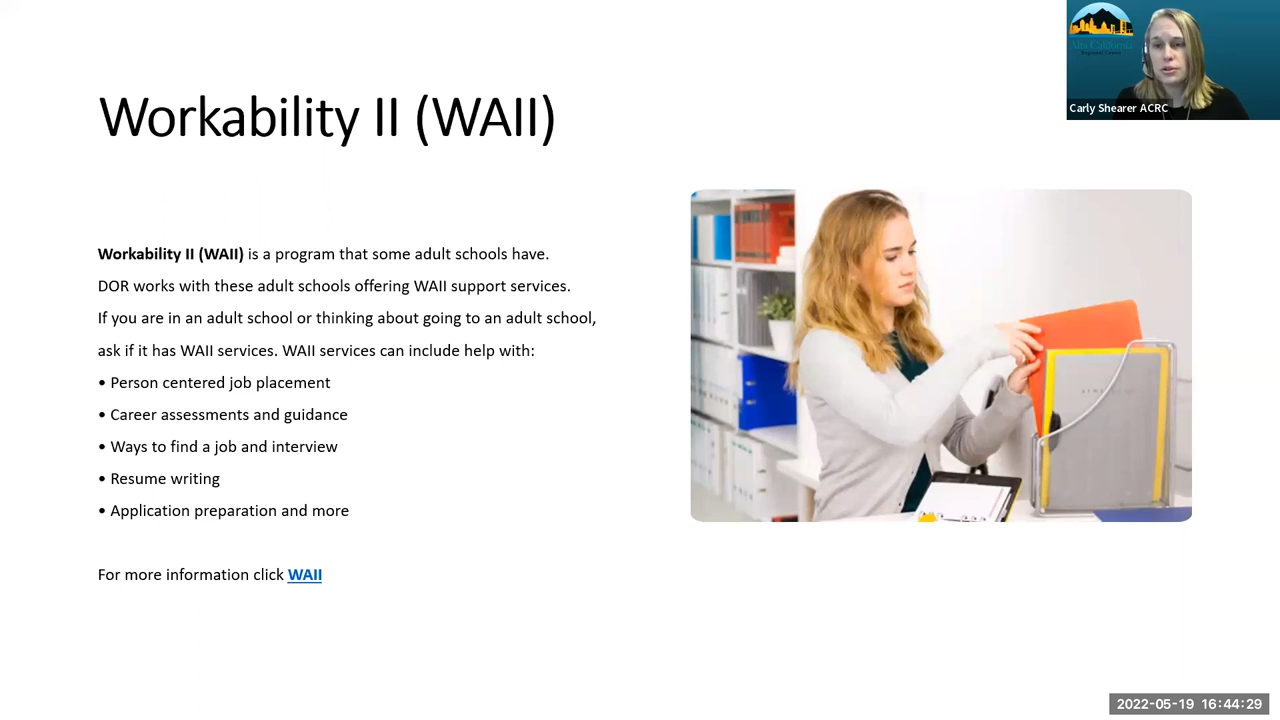 Alta California
Regional Center
Carly Shearer ACRC
Workability II (WAII)
Workability II (WAII) is a program that some adult schools have.
DOR works with these adult schools offering WAII support services.
If you are in an adult school or thinking about going to an adult school,
ask if it has WAII services. WAII services can include help with:
• Person centered job placement
• Career assessments and guidance
• Ways to find a job and interview
• Resume writing
• Application preparation and more
For more information click WAII
2022-05-19 16:44:29